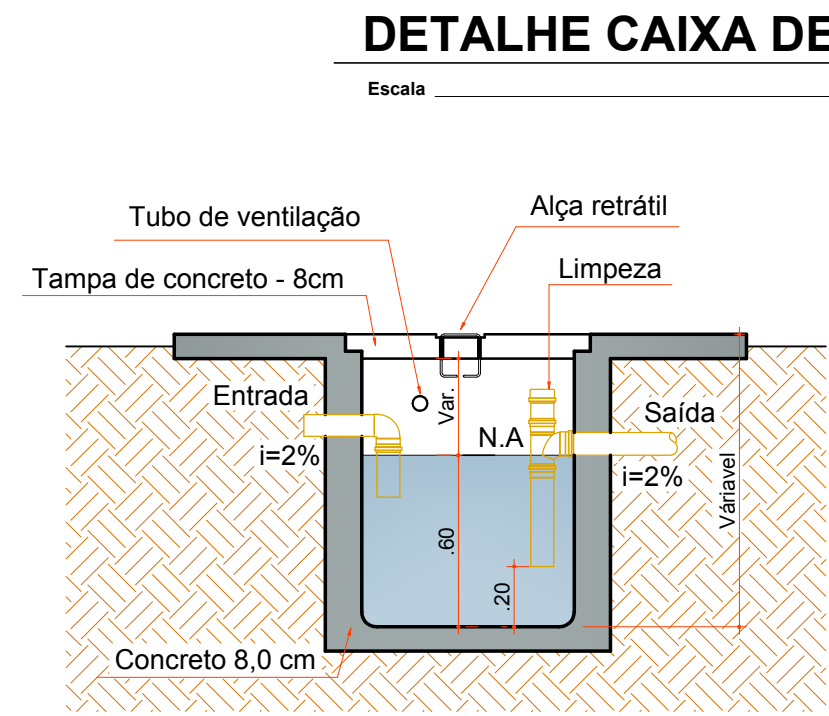 DETALHE CAIXA DE
Escala
Tubo de ventilação
Alça retrátil
Tampa de concreto - 8cm
Limpeza
Entrada
Var.
Saída
N.A
i=2%
i=2%
Váriavel
.60
.20
Concreto 8,0 cm